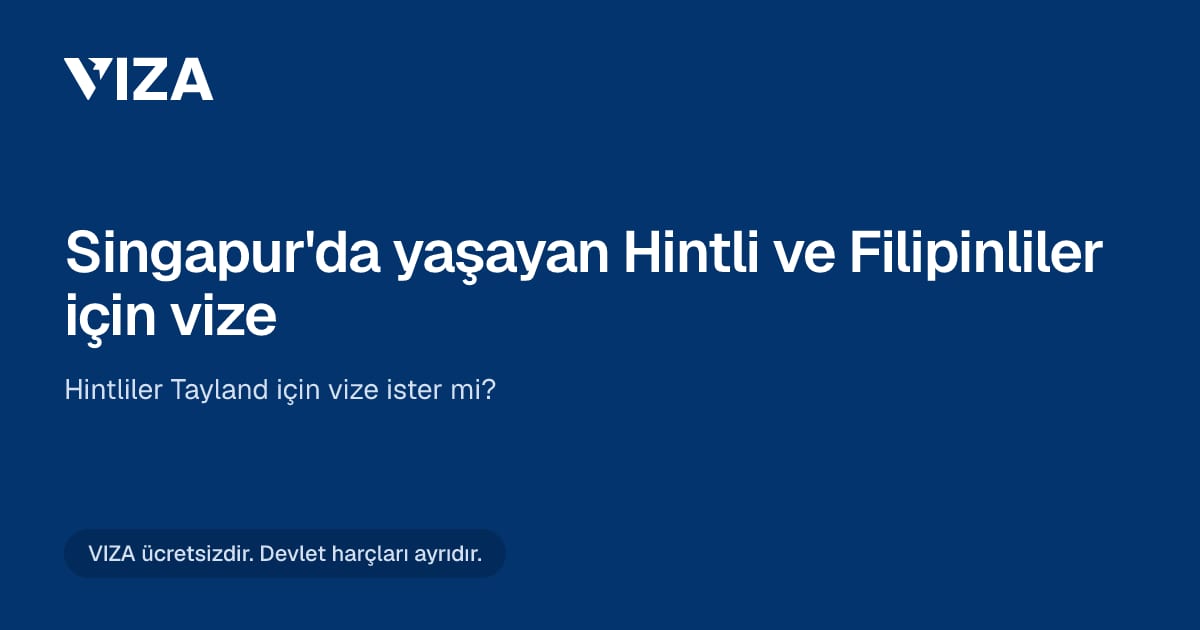 VIZA
Singapur'da yaşayan Hintli ve Filipinliler
için vize
Hintliler Tayland için vize ister mi?
VIZA ücretsizdir. Devlet harçları ayrıdır.